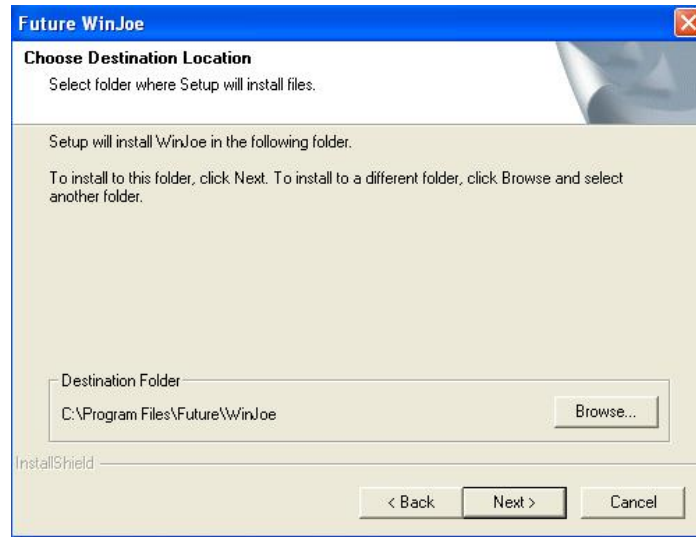 Future WinJoe
Choose Destination Location
Select folder where Setup will install files.
Setup will install WinJoe in the following folder.
To install to this folder, click Next. To install to a different folder, click Browse and select
another folder.
Destination Folder
C:\Program Files\Future\WinJoe
Browse...
InstallShield
< Back
Next >
Cancel